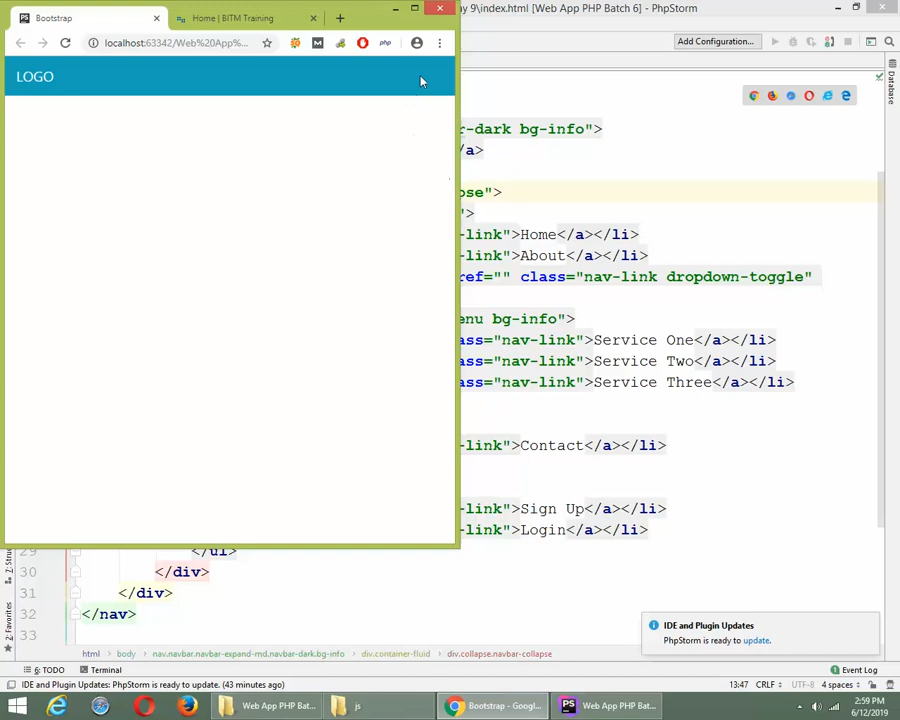 Bootstrap
Home | BITM Training
localhost:63342/Web%20App%...
php
LOGO
y 9\index.html [Web App PHP Batch 6] - PhpStorm
Add Configuration...
Database
r-dark bg-info">
/a>
ose">
">
-link">Home</a></li>
-link">About</a></li>
ref="" class="nav-link dropdown-toggle"
enu bg-info">
ass="nav-link">Service One</a></li>
ass="nav-link">Service Two</a></li>
ass="nav-link">Service Three</a></li>
-link">Contact</a></li>
-link">Sign Up</a></li>
-link">Login</a></li>
29 </ul>
30 </div>
31 </div>
32 </nav>
33
2: Favorites
IDE and Plugin Updates
PhpStorm is ready to update.
html body nav.navbar.navbar-expand-md.navbar-dark.bg-info div.container-fluid div.collapse.navbar-collapse
6: TODO Terminal Event Log
IDE and Plugin Updates: PhpStorm is ready to update. (43 minutes ago) 13:47 CRLF UTF-8 4 spaces
Web App PHP Bat... js Bootstrap - Googl... Web App PHP Bat... 2:59 PM
6/12/2019